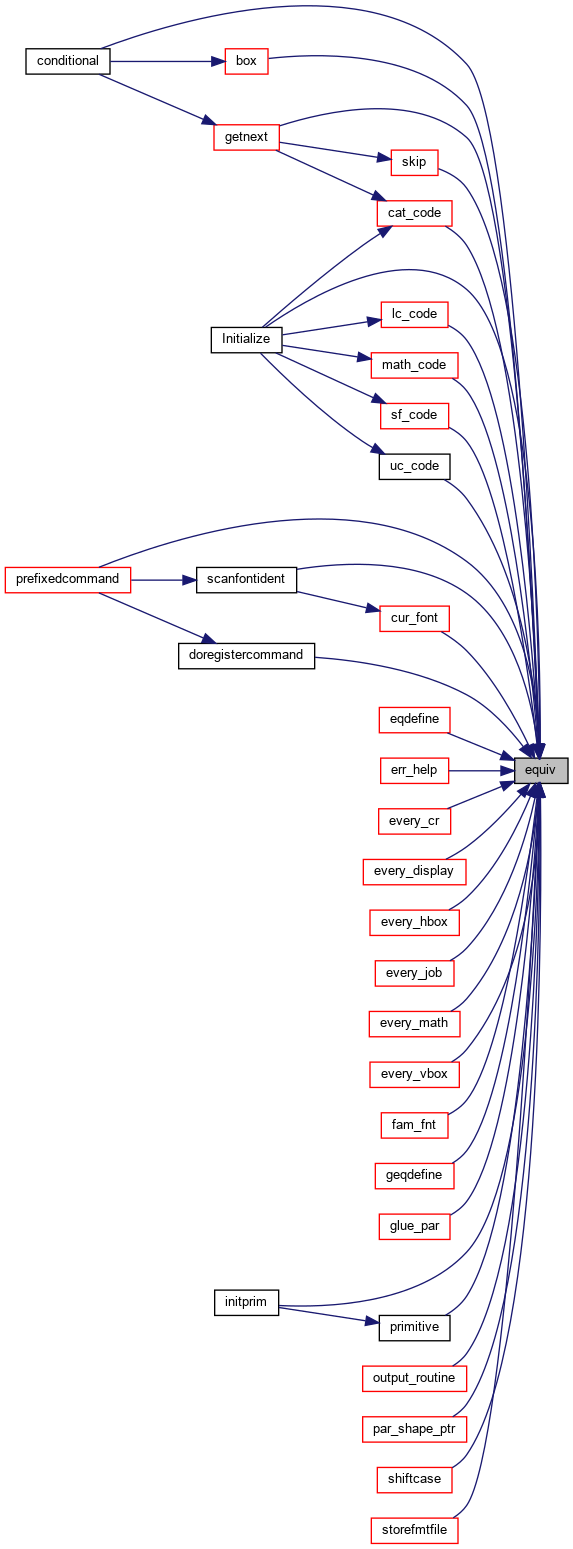 conditional
box
getnext
skip
cat_code
lc_code
Initialize
math_code
sf_code
uc_code
prefixedcommand
scanfontident
cur_font
doregistercommand
eqdefine
equiv
err_help
every_cr
every_display
every_hbox
every_job
every_math
every_vbox
fam_fnt
geqdefine
glue_par
initprim
primitive
output_routine
par_shape_ptr
shiftcase
storefmtfile